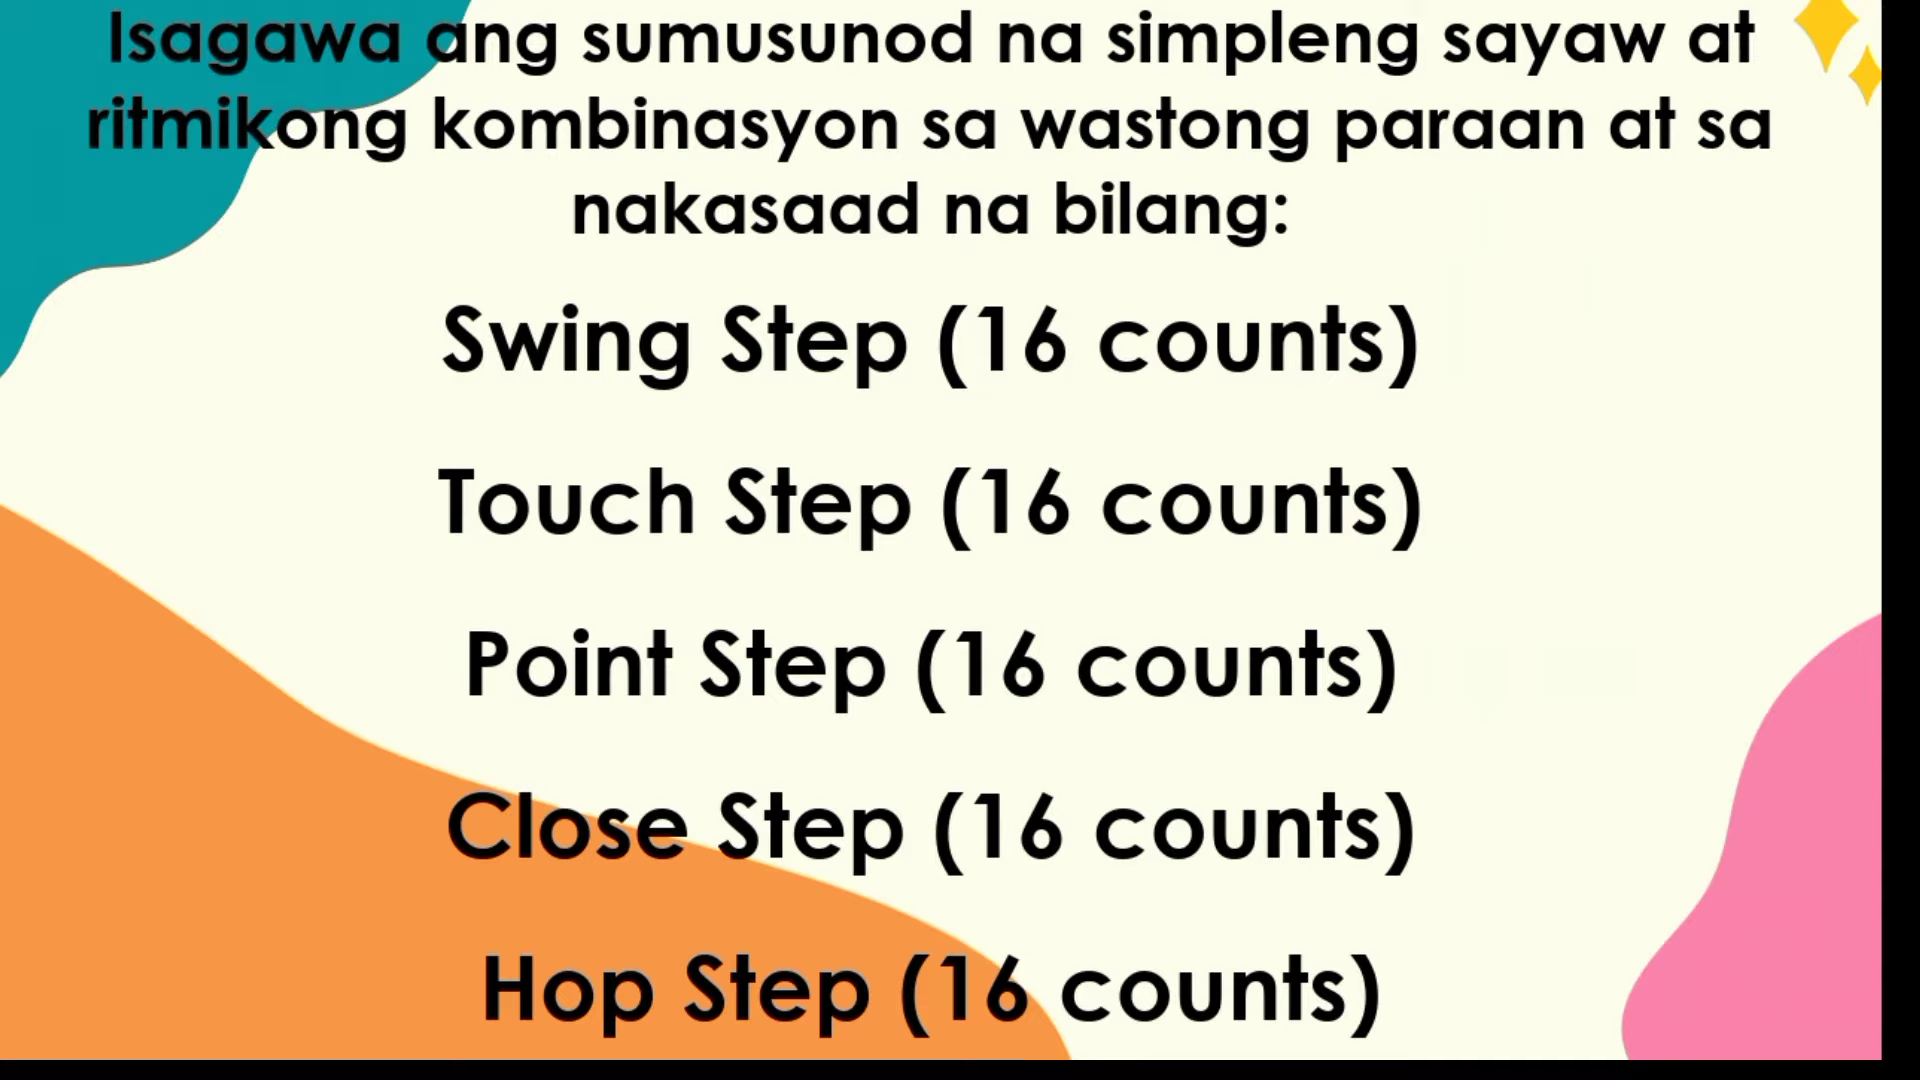 Isagawa ang sumusunod na simpleng sayaw at
ritmikong kombinasyon sa wastong paraan at sa
nakasaad na bilang:
Swing Step (16 counts)
Touch Step (16 counts)
Point Step (16 counts)
Close Step (16 counts)
Hop Step (16 counts)